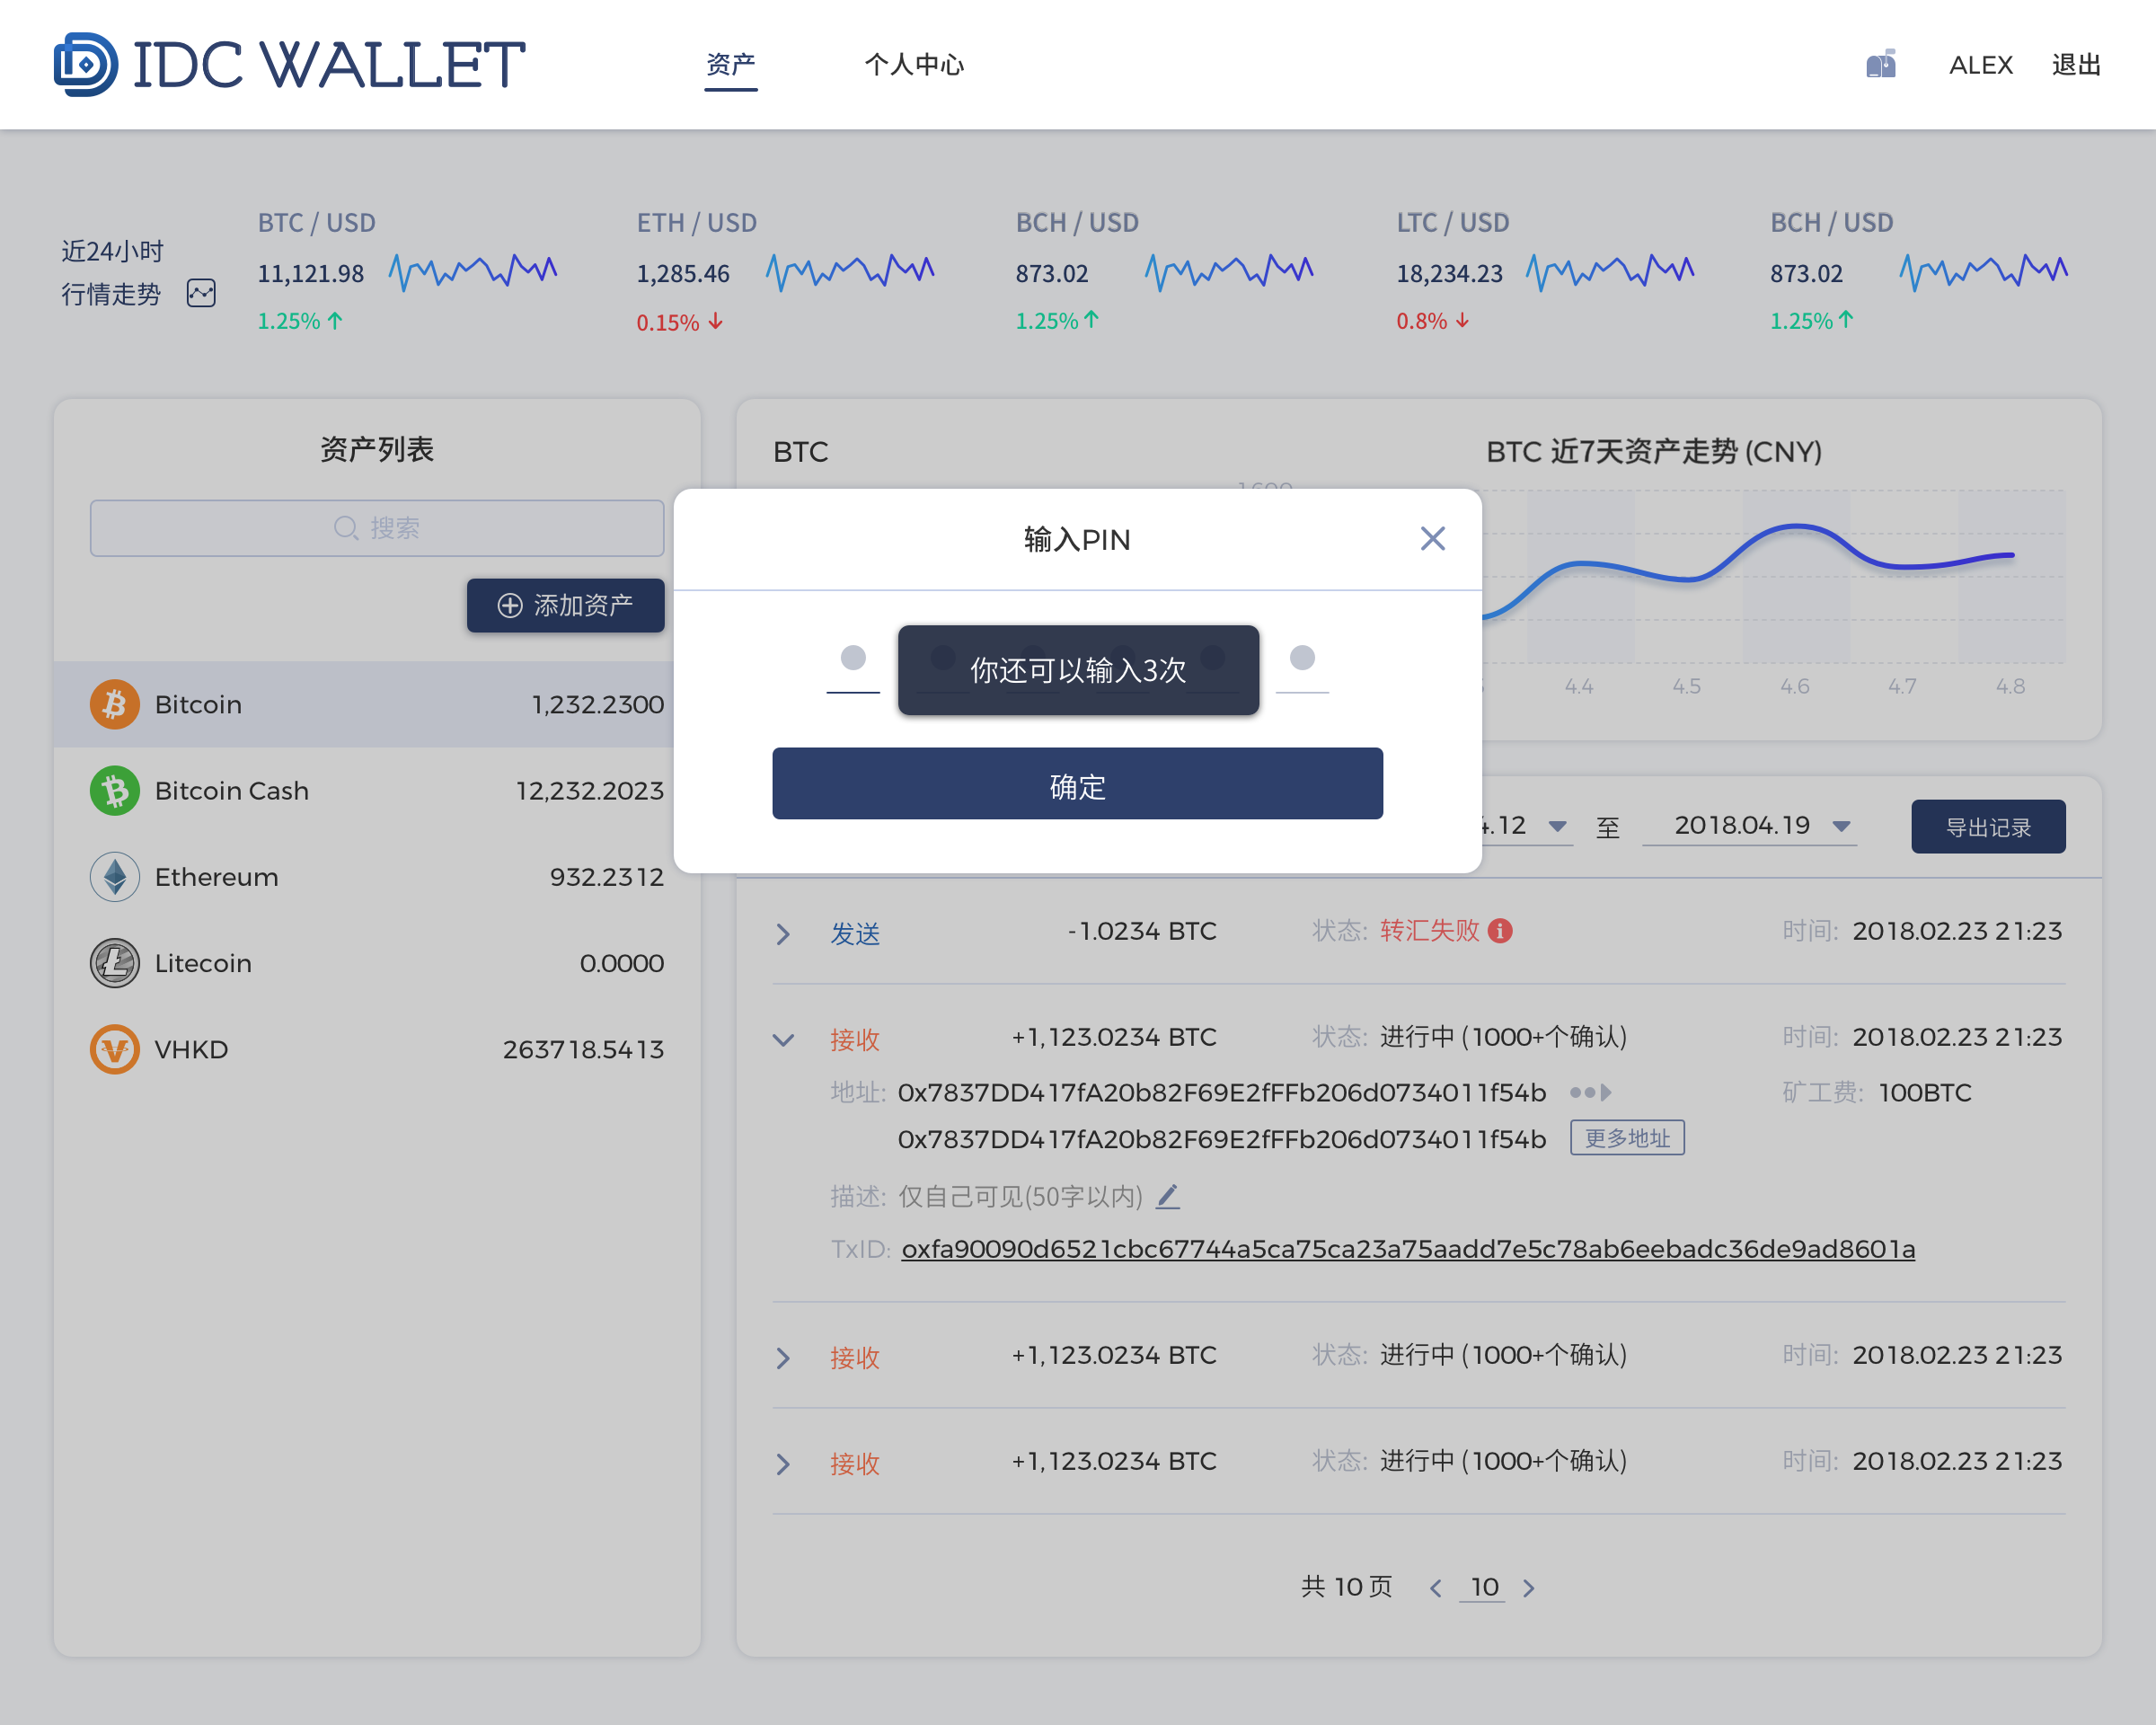 IDC WALLET
资产
个人中心
ALEX
退出
近24小时
行情走势
BTC / USD
11,121.98
1.25%
ETH / USD
1,285.46
0.15%
BCH / USD
873.02
1.25%
LTC / USD
18,234.23
0.8%
BCH / USD
873.02
1.25%
资产列表
搜索
添加资产
Bitcoin 1,232.2300
Bitcoin Cash 12,232.2023
Ethereum 932.2312
Litecoin 0.0000
VHKD 263718.5413
BTC
BTC 近7天资产走势 (CNY)
4.4 4.5 4.6 4.7 4.8
输入PIN
你还可以输入3次
确定
4.12 至 2018.04.19
导出记录
发送 -1.0234 BTC 状态: 转汇失败 时间: 2018.02.23 21:23
接收 +1,123.0234 BTC 状态: 进行中 (1000+个确认) 时间: 2018.02.23 21:23
地址: 0x7837DD417fA20b82F69E2fFFb206d0734011f54b 矿工费: 100BTC
0x7837DD417fA20b82F69E2fFFb206d0734011f54b 更多地址
描述: 仅自己可见(50字以内)
TxID: oxfa90090d6521cbc67744a5ca75ca23a75aadd7e5c78ab6eebadc36de9ad8601a
接收 +1,123.0234 BTC 状态: 进行中 (1000+个确认) 时间: 2018.02.23 21:23
接收 +1,123.0234 BTC 状态: 进行中 (1000+个确认) 时间: 2018.02.23 21:23
共 10 页 10